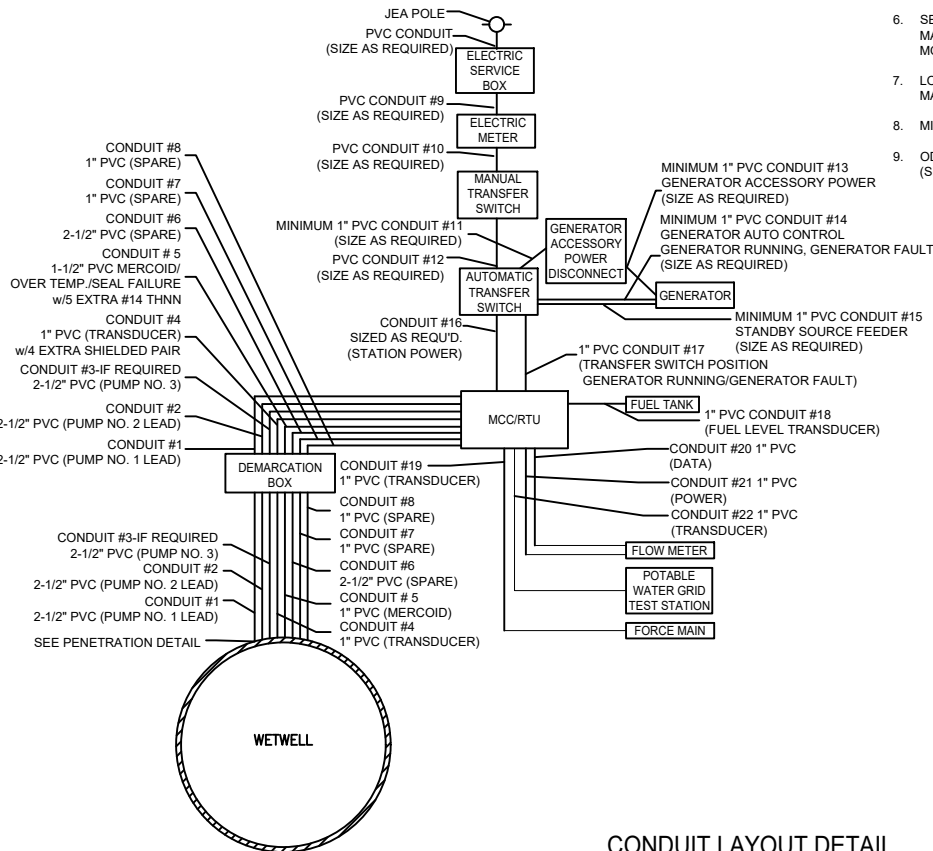 JEA POLE
PVC CONDUIT
(SIZE AS REQUIRED)
ELECTRIC
SERVICE
BOX
PVC CONDUIT #9
(SIZE AS REQUIRED)
ELECTRIC
METER
PVC CONDUIT #10
(SIZE AS REQUIRED)
MANUAL
TRANSFER
SWITCH
MINIMUM 1" PVC CONDUIT #11
(SIZE AS REQUIRED)
GENERATOR
ACCESSORY
POWER
DISCONNECT
PVC CONDUIT #12
(SIZE AS REQUIRED)
AUTOMATIC
TRANSFER
SWITCH
MINIMUM 1" PVC CONDUIT #13
GENERATOR ACCESSORY POWER
(SIZE AS REQUIRED)
MINIMUM 1" PVC CONDUIT #14
GENERATOR AUTO CONTROL
GENERATOR RUNNING, GENERATOR FAULT
(SIZE AS REQUIRED)
GENERATOR
MINIMUM 1" PVC CONDUIT #15
STANDBY SOURCE FEEDER
(SIZE AS REQUIRED)
CONDUIT #16
SIZED AS REQU'D.
(STATION POWER)
1" PVC CONDUIT #17
(TRANSFER SWITCH POSITION
GENERATOR RUNNING/GENERATOR FAULT)
CONDUIT #8
1" PVC (SPARE)
CONDUIT #7
1" PVC (SPARE)
CONDUIT #6
2-1/2" PVC (SPARE)
CONDUIT # 5
1-1/2" PVC MERCOID/
OVER TEMP./SEAL FAILURE
w/5 EXTRA #14 THNN
CONDUIT #4
1" PVC (TRANSDUCER)
w/4 EXTRA SHIELDED PAIR
CONDUIT #3-IF REQUIRED
2-1/2" PVC (PUMP NO. 3)
CONDUIT #2
2-1/2" PVC (PUMP NO. 2 LEAD)
CONDUIT #1
2-1/2" PVC (PUMP NO. 1 LEAD)
MCC/RTU
FUEL TANK
1" PVC CONDUIT #18
(FUEL LEVEL TRANSDUCER)
DEMARCATION
BOX
CONDUIT #19
1" PVC (TRANSDUCER)
CONDUIT #20 1" PVC
(DATA)
CONDUIT #21 1" PVC
(POWER)
CONDUIT #22 1" PVC
(TRANSDUCER)
CONDUIT #8
1" PVC (SPARE)
CONDUIT #7
1" PVC (SPARE)
CONDUIT #6
2-1/2" PVC (SPARE)
CONDUIT # 5
1" PVC (MERCOID)
CONDUIT #4
1" PVC (TRANSDUCER)
CONDUIT #3-IF REQUIRED
2-1/2" PVC (PUMP NO. 3)
CONDUIT #2
2-1/2" PVC (PUMP NO. 2 LEAD)
CONDUIT #1
2-1/2" PVC (PUMP NO. 1 LEAD)
SEE PENETRATION DETAIL
FLOW METER
POTABLE
WATER GRID
TEST STATION
FORCE MAIN
WETWELL
CONDUIT LAYOUT DETAIL
6.
7.
8.
9.